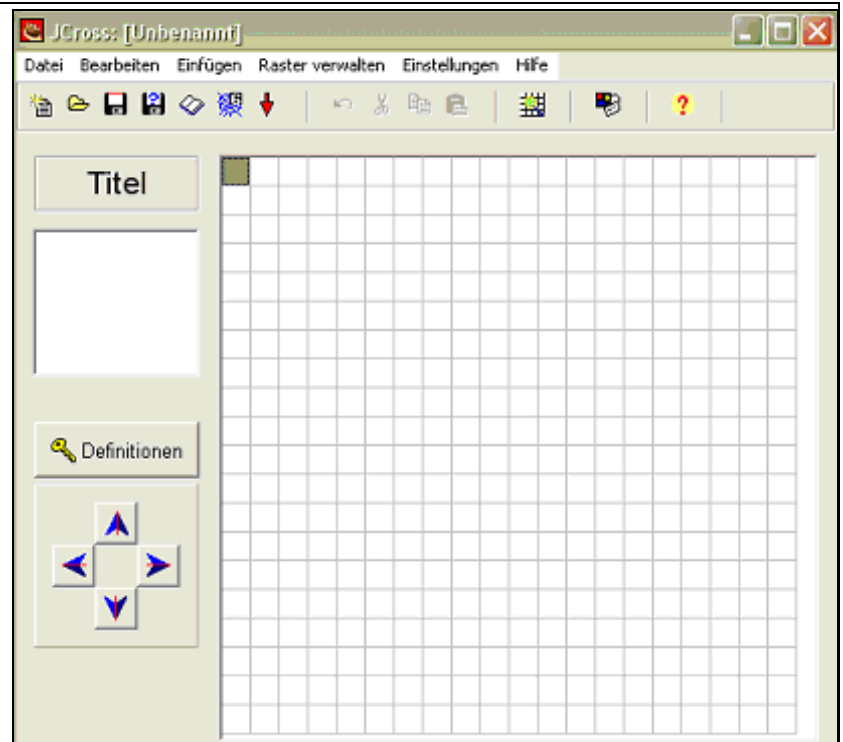 JCross: [Unbenannt]
Datei Bearbeiten Einfügen Raster verwalten Einstellungen Hilfe
?
Titel
Definitionen